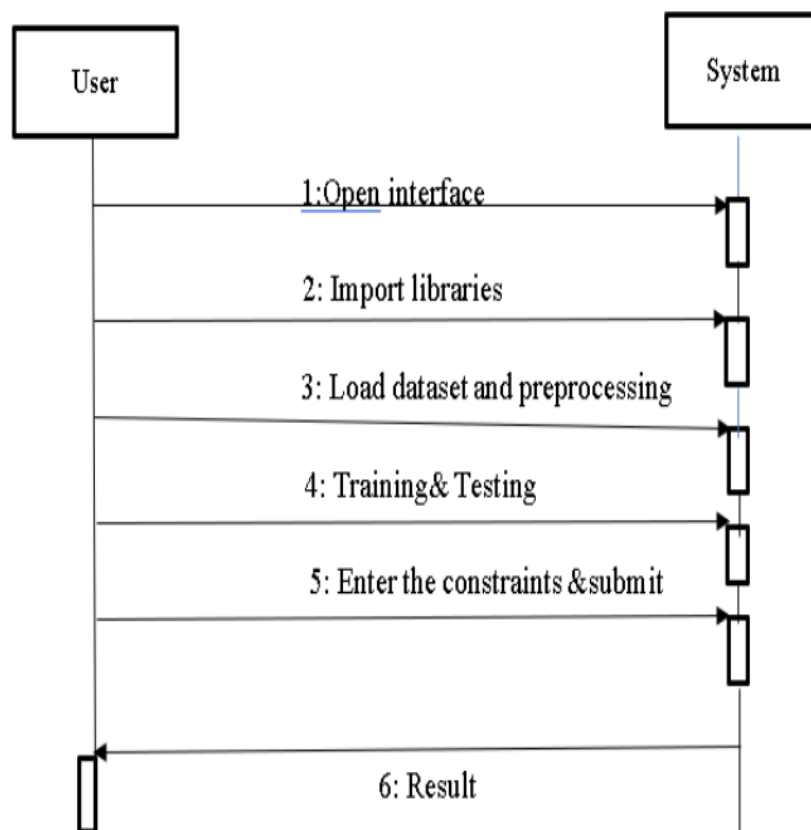 User
System
1:Open interface
2: Import libraries
3: Load dataset and preprocessing
4: Training& Testing
5: Enter the constraints &submit
6: Result